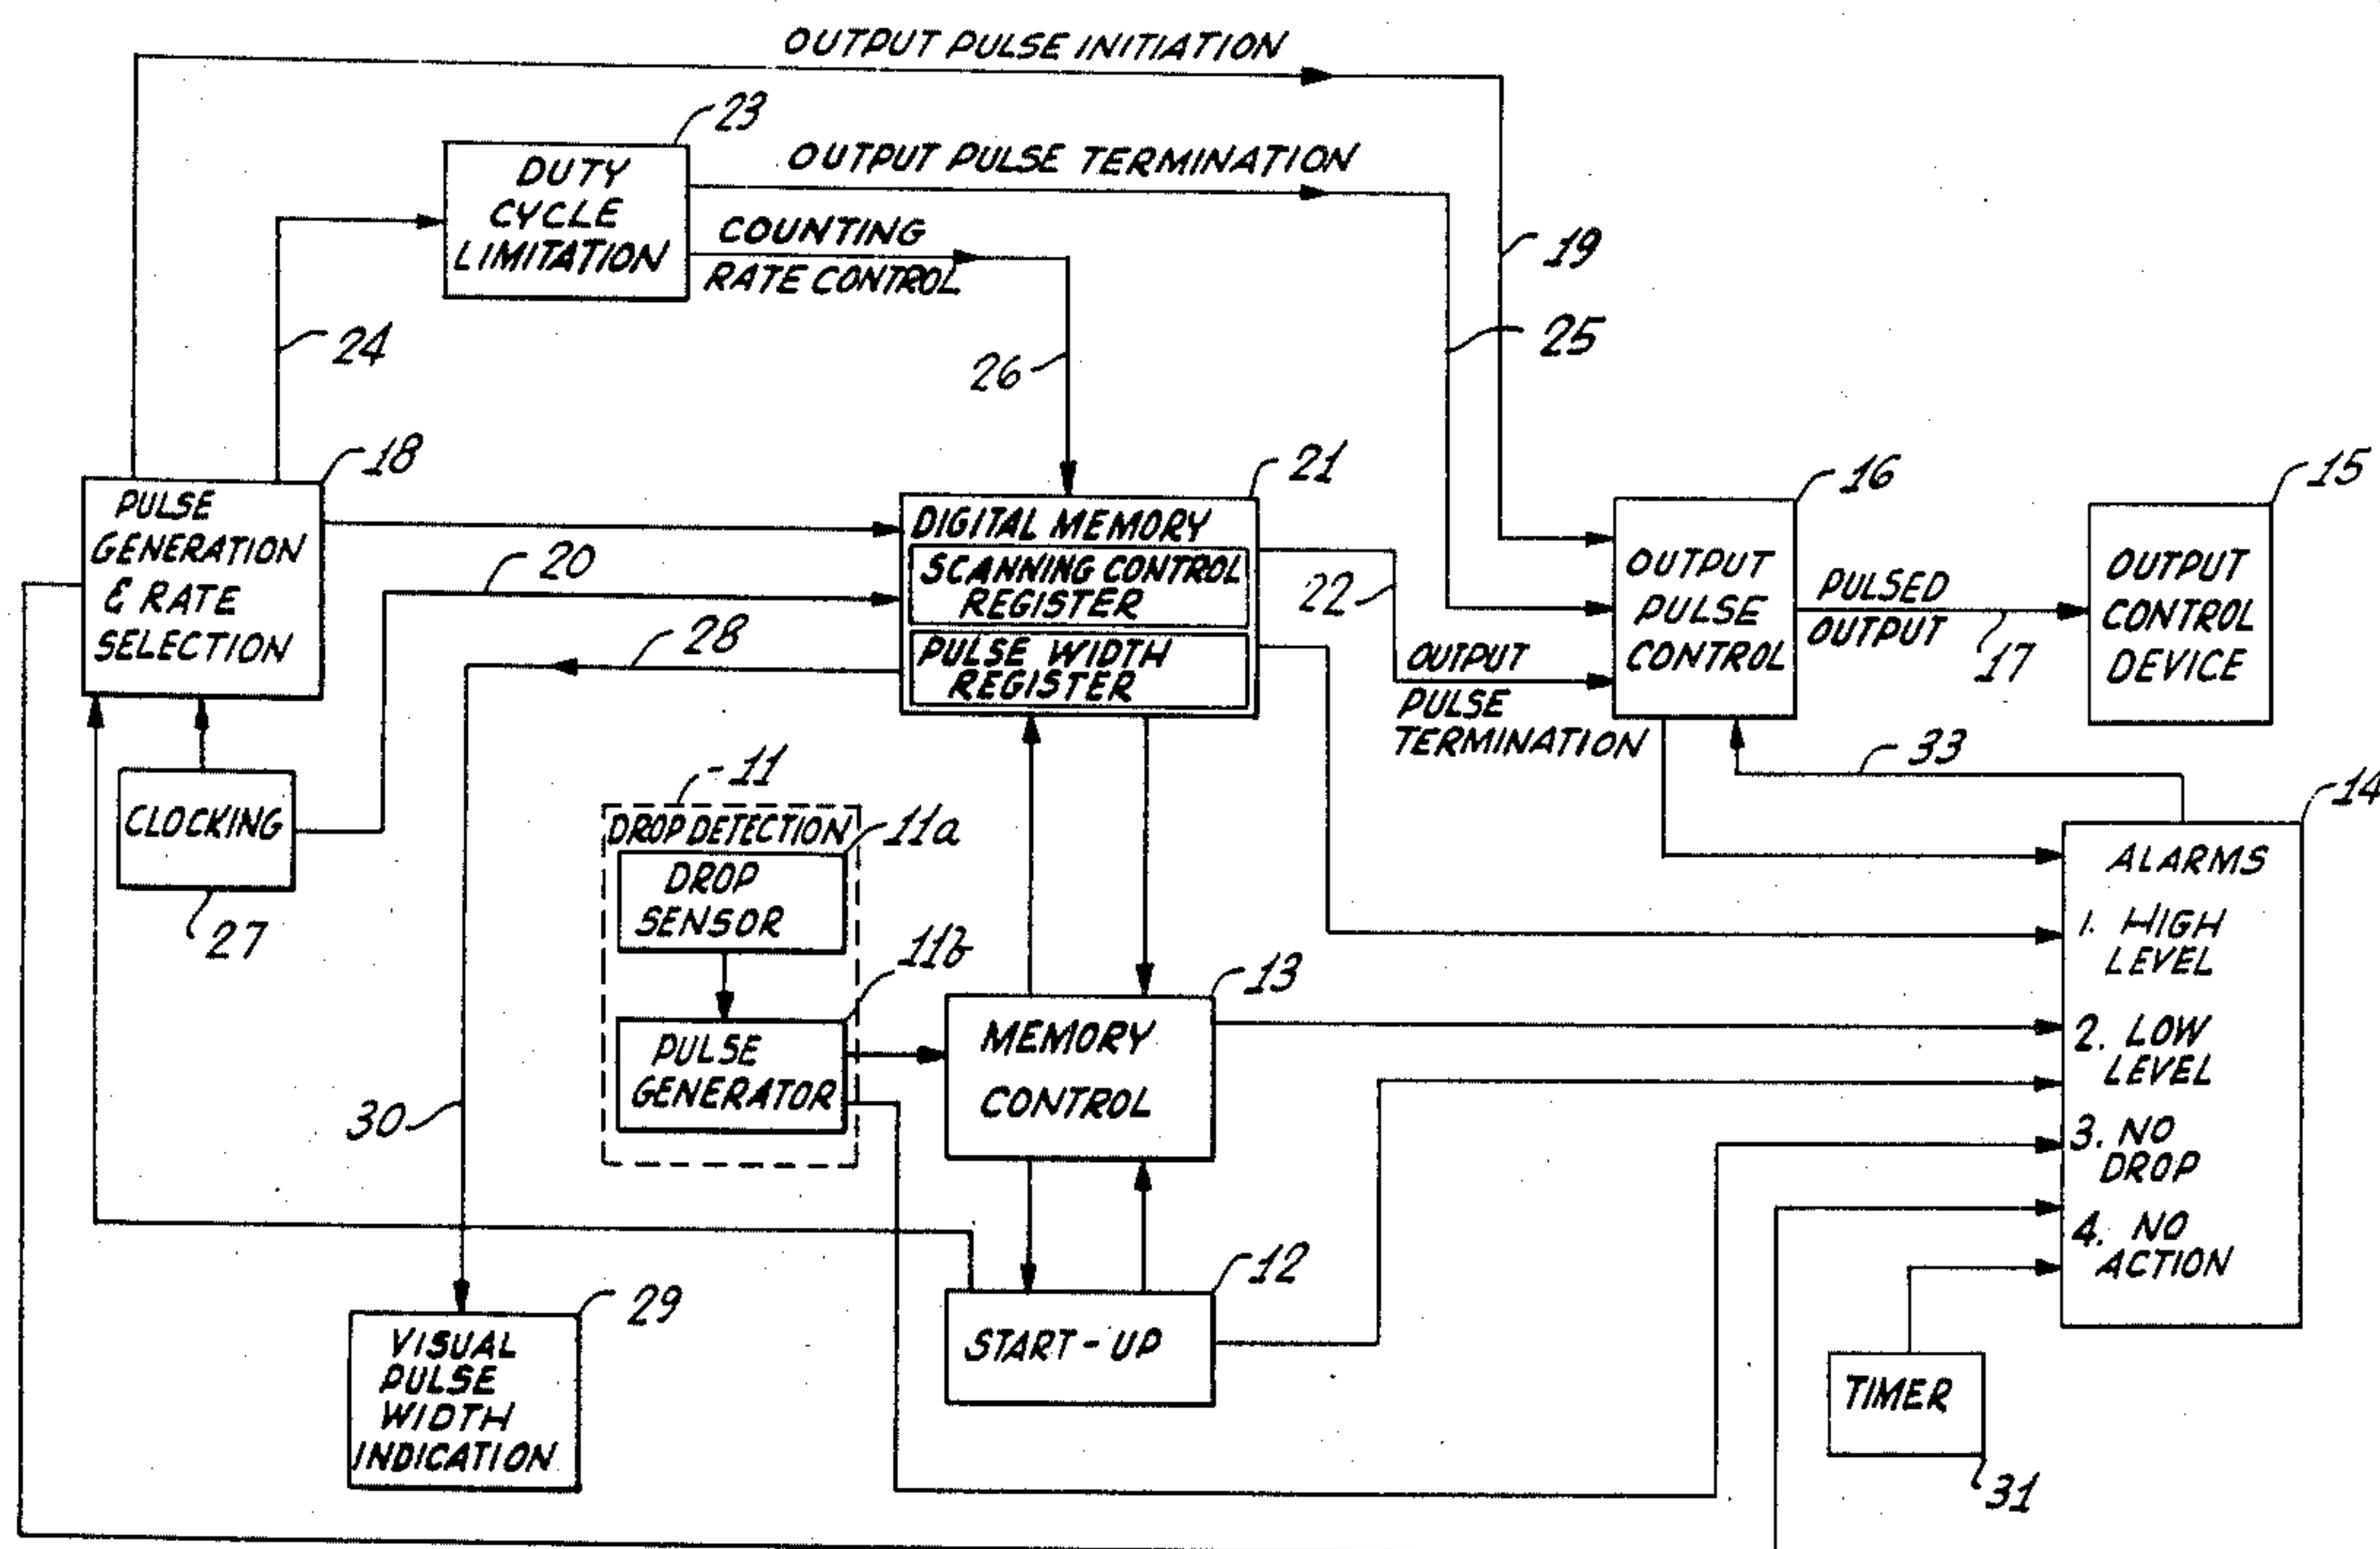 OUTPUT PULSE INITIATION
23
DUTY
CYCLE
LIMITATION
OUTPUT PULSE TERMINATION
COUNTING
RATE CONTROL
19
24
25
26
18
PULSE
GENERATION
& RATE
SELECTION
20
28
21
DIGITAL MEMORY
SCANNING CONTROL
REGISTER
PULSE WIDTH
REGISTER
22
OUTPUT
PULSE
TERMINATION
16
OUTPUT
PULSE
CONTROL
PULSED
OUTPUT
17
15
OUTPUT
CONTROL
DEVICE
33
CLOCKING
27
11
DROP DETECTION
11a
DROP
SENSOR
11b
PULSE
GENERATOR
13
MEMORY
CONTROL
14
ALARMS
1. HIGH
LEVEL
2. LOW
LEVEL
3. NO
DROP
4. NO
ACTION
30
29
VISUAL
PULSE
WIDTH
INDICATION
12
START-UP
TIMER
31